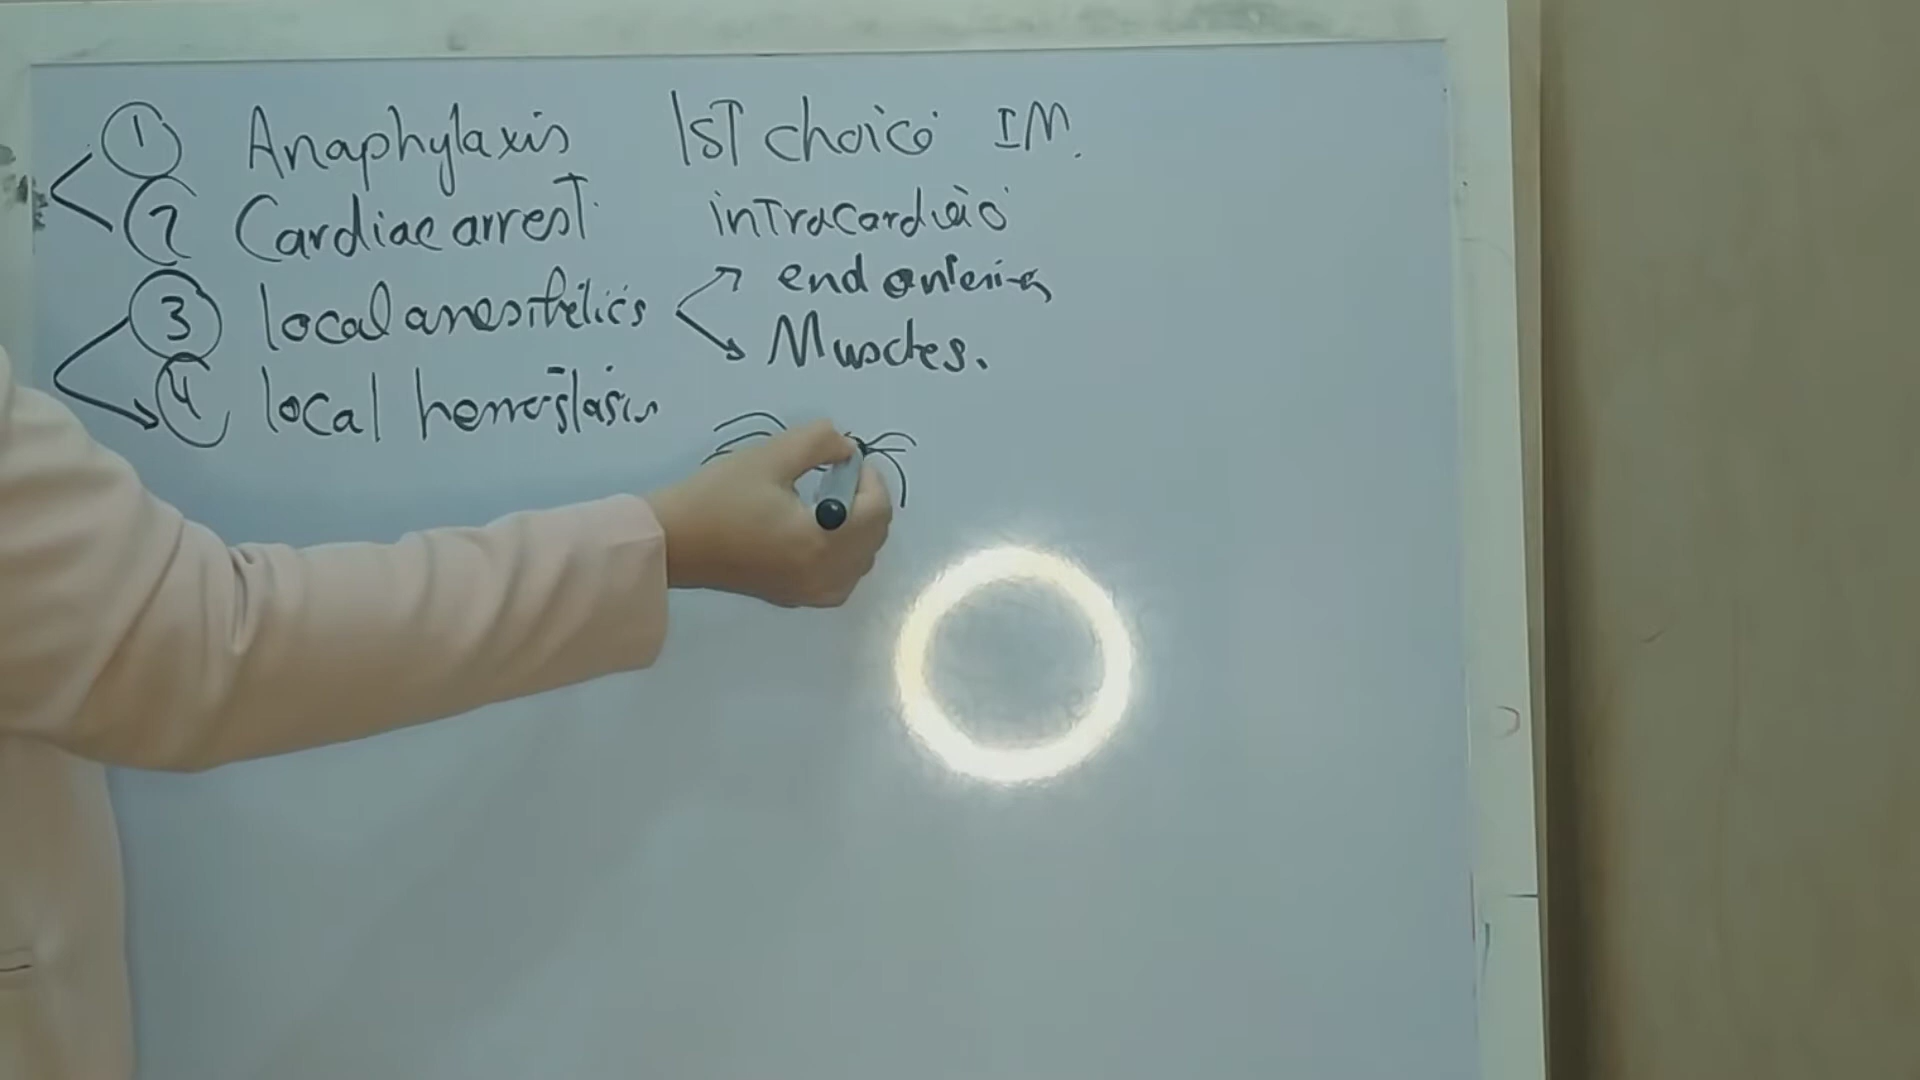 1 Anaphylaxis 1ST choice IM.
2 Cardiac arrest intracardiac
3 local anesthetics end arteries
Muscles.
4 local hemostasis